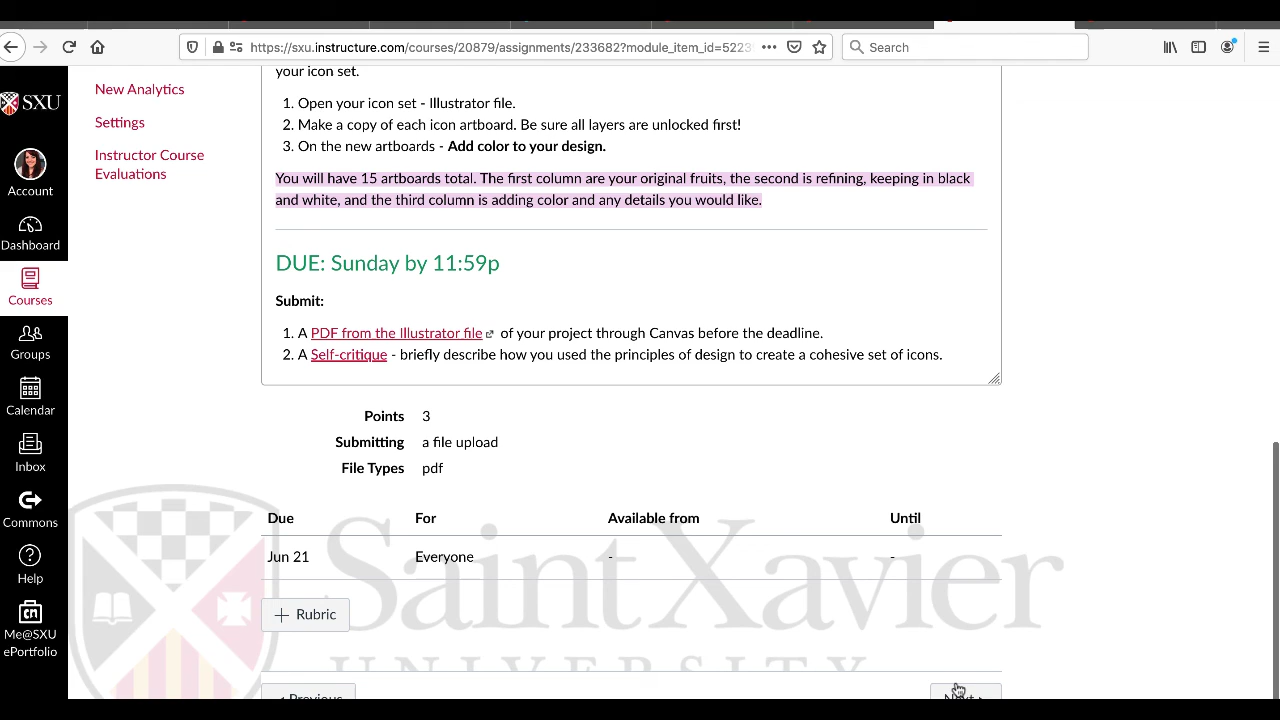 https://sxu.instructure.com/courses/20879/assignments/233682?module_item_id=5223
Search
SXU
Account
Dashboard
Courses
Groups
Calendar
Inbox
Commons
Help
Me@SXU
ePortfolio
New Analytics
Settings
Instructor Course
Evaluations
your icon set.
1. Open your icon set - Illustrator file.
2. Make a copy of each icon artboard. Be sure all layers are unlocked first!
3. On the new artboards - Add color to your design.
You will have 15 artboards total. The first column are your original fruits, the second is refining, keeping in black
and white, and the third column is adding color and any details you would like.
DUE: Sunday by 11:59p
Submit:
1. A PDF from the Illustrator file of your project through Canvas before the deadline.
2. A Self-critique - briefly describe how you used the principles of design to create a cohesive set of icons.
Points 3
Submitting a file upload
File Types pdf
Due For Available from Until
Jun 21 Everyone - -
+ Rubric
Saint Xavier
UNIVERSITY
Previous
Next